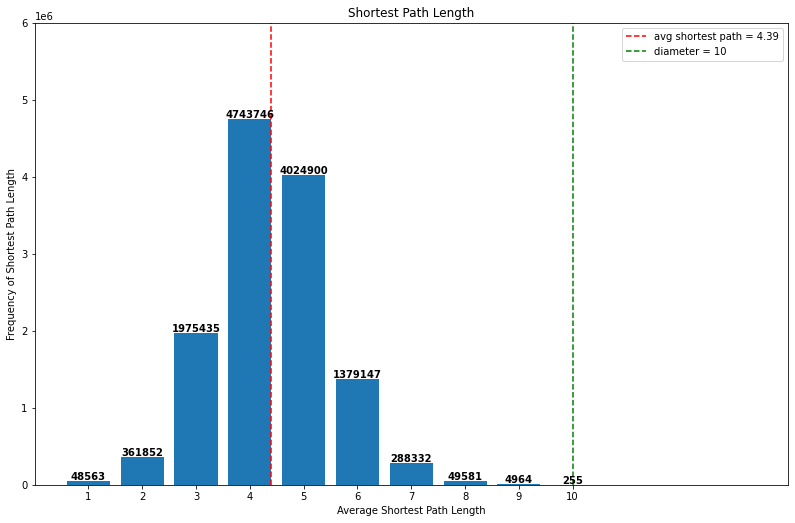 Shortest Path Length
1e6
avg shortest path = 4.39
diameter = 10
6
5
4
3
2
1
0
Frequency of Shortest Path Length
48563
361852
1975435
4743746
4024900
1379147
288332
49581
4964
255
1 2 3 4 5 6 7 8 9 10
Average Shortest Path Length